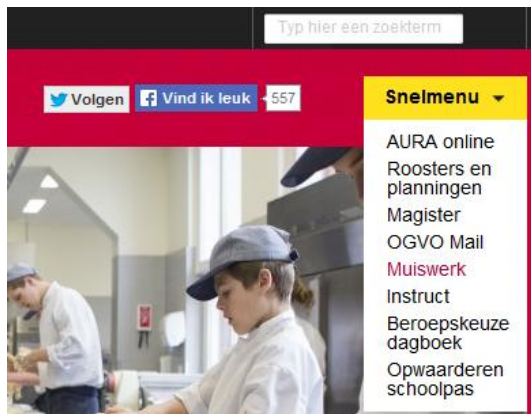 Typ hier een zoekterm
Volgen
Vind ik leuk
557
Snelmenu
AURA online
Roosters en
planningen
Magister
OGVO Mail
Muiswerk
Instruct
Beroepskeuze
dagboek
Opwaarderen
schoolpas